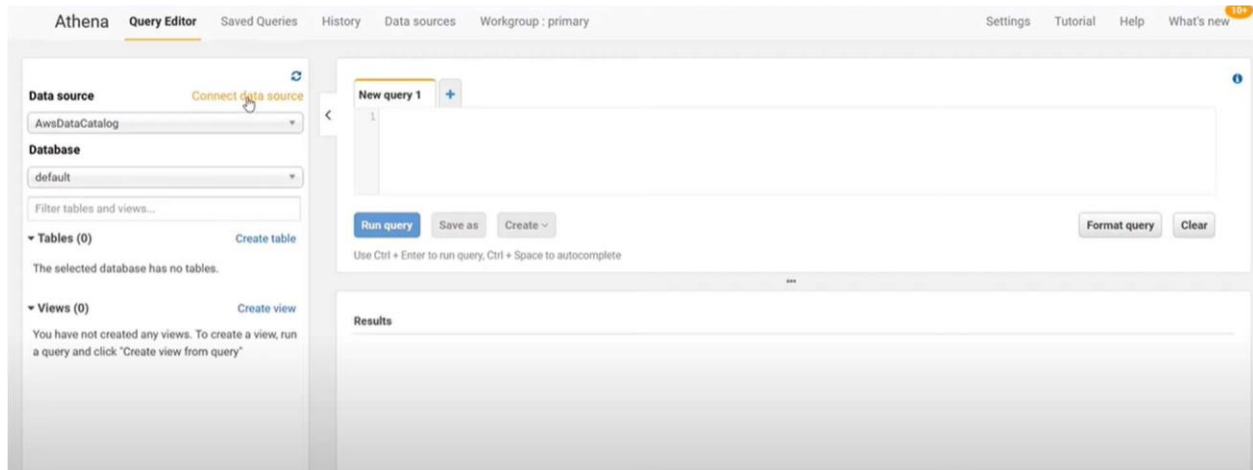 Athena Query Editor Saved Queries History Data sources Workgroup : primary Settings Tutorial Help What's new 10+
Data source Connect data source
AwsDataCatalog
Database
default
Filter tables and views...
Tables (0) Create table
The selected database has no tables.
Views (0) Create view
You have not created any views. To create a view, run
a query and click "Create view from query"
New query 1 +
1
Run query Save as Create Format query Clear
Use Ctrl + Enter to run query, Ctrl + Space to autocomplete
Results